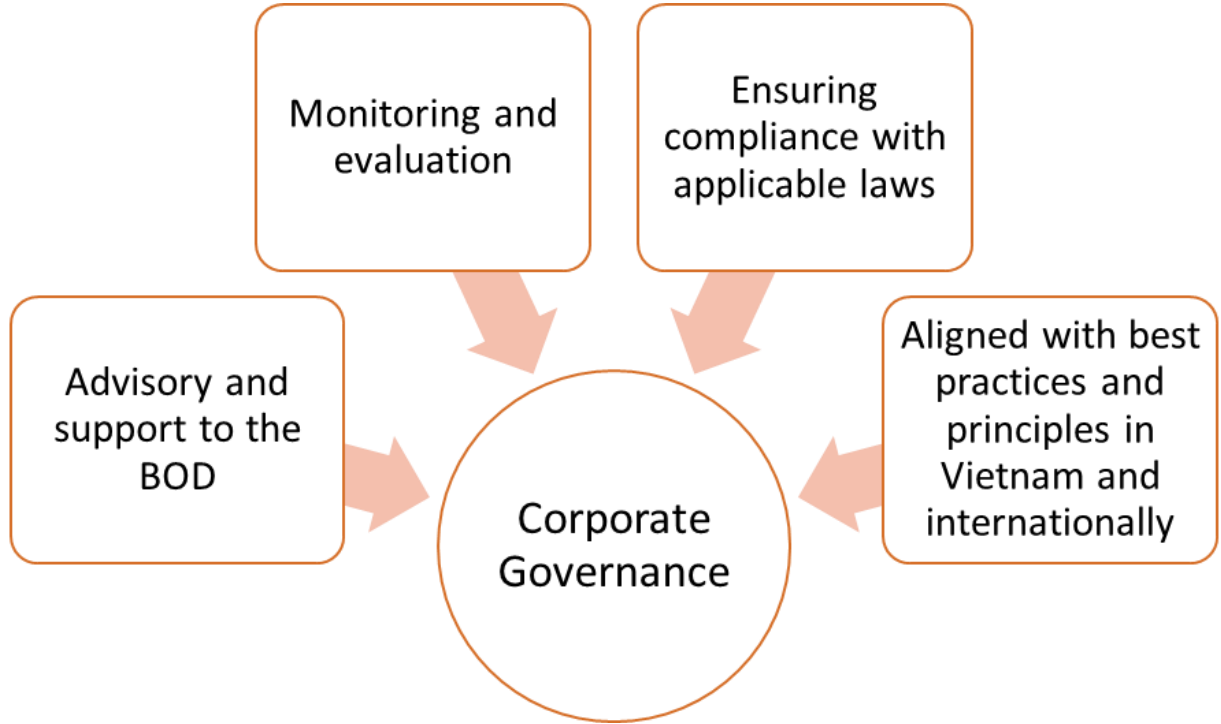 Monitoring and
evaluation
Ensuring
compliance with
applicable laws
Advisory and
support to the
BOD
Aligned with best
practices and
principles in
Vietnam and
internationally
Corporate
Governance